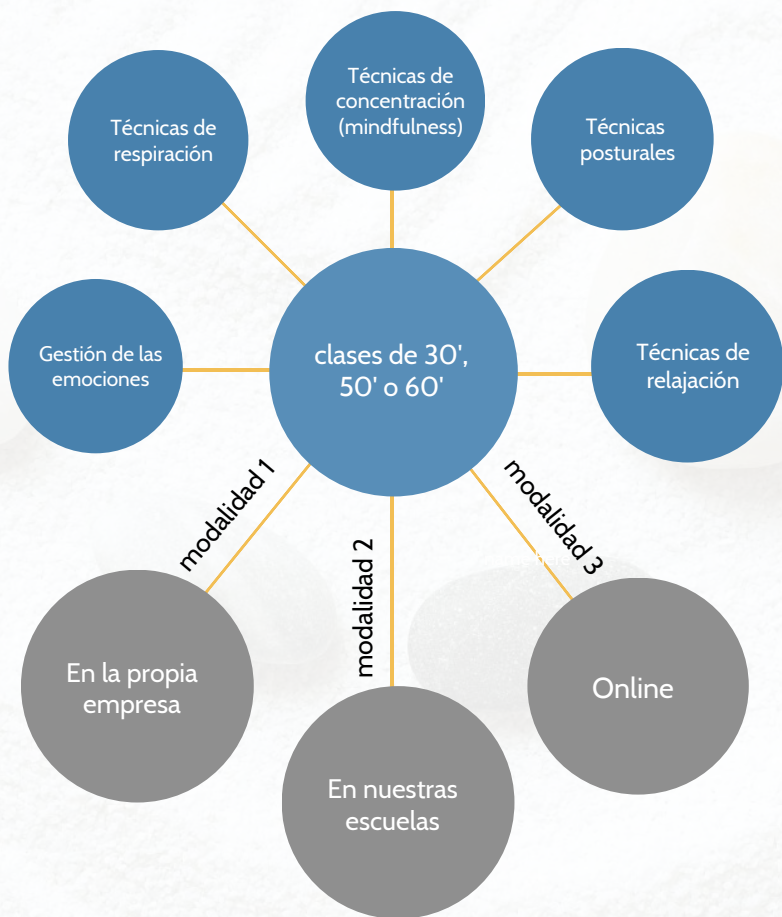 Técnicas de
concentración
(mindfulness)
Técnicas de
respiración
Técnicas
posturales
Gestión de las
emociones
clases de 30',
50' o 60'
Técnicas de
relajación
modalidad 1
modalidad 2
modalidad 3
En la propia
empresa
En nuestras
escuelas
Online